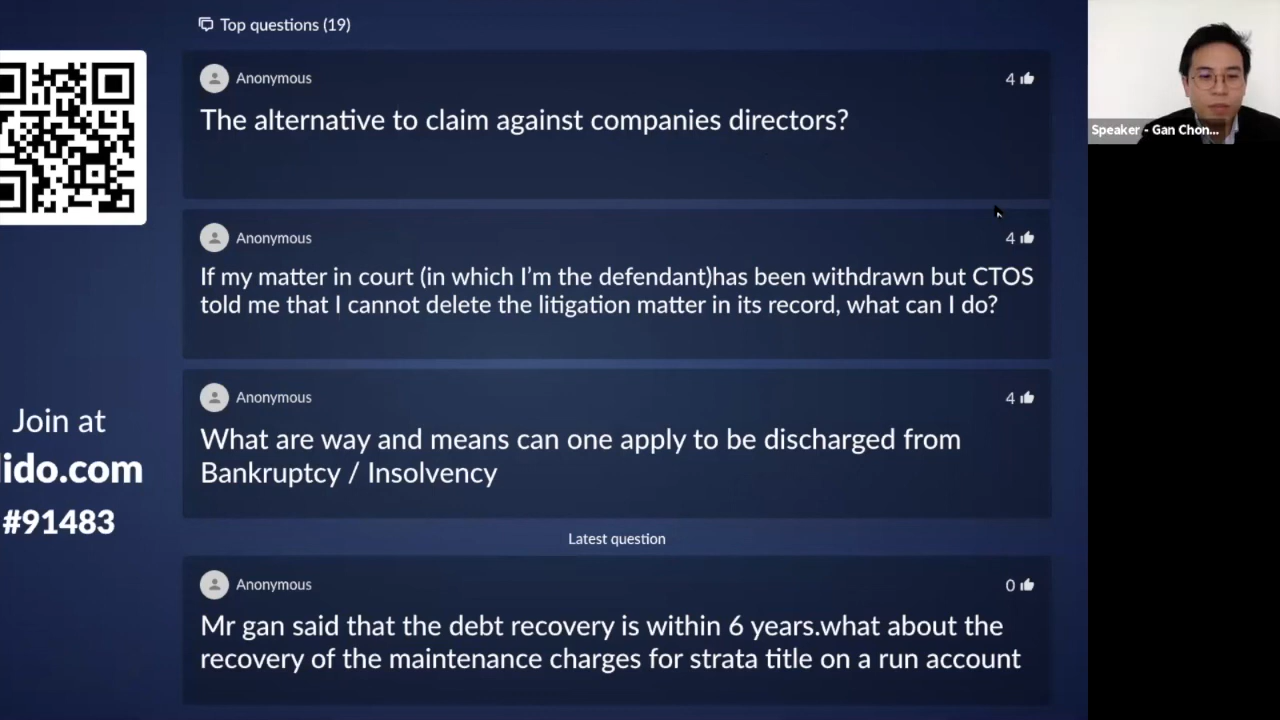 Top questions (19)
Anonymous
4
The alternative to claim against companies directors?
Anonymous
4
If my matter in court (in which I'm the defendant)has been withdrawn but CTOS
told me that I cannot delete the litigation matter in its record, what can I do?
Anonymous
4
What are way and means can one apply to be discharged from
Bankruptcy / Insolvency
Latest question
Anonymous
0
Mr gan said that the debt recovery is within 6 years.what about the
recovery of the maintenance charges for strata title on a run account
Join at
lido.com
#91483
Speaker - Gan Chon...